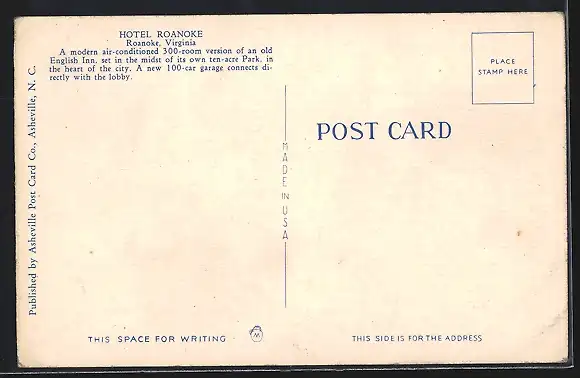 HOTEL ROANOKE
Roanoke, Virginia
A modern air-conditioned 300-room version of an old
English Inn, set in the midst of its own ten-acre Park, in
the heart of the city. A new 100-car garage connects di-
rectly with the lobby.
Published by Asheville Post Card Co., Asheville, N. C.
MADE IN USA
PLACE
STAMP HERE
POST CARD
THIS SPACE FOR WRITING
THIS SIDE IS FOR THE ADDRESS